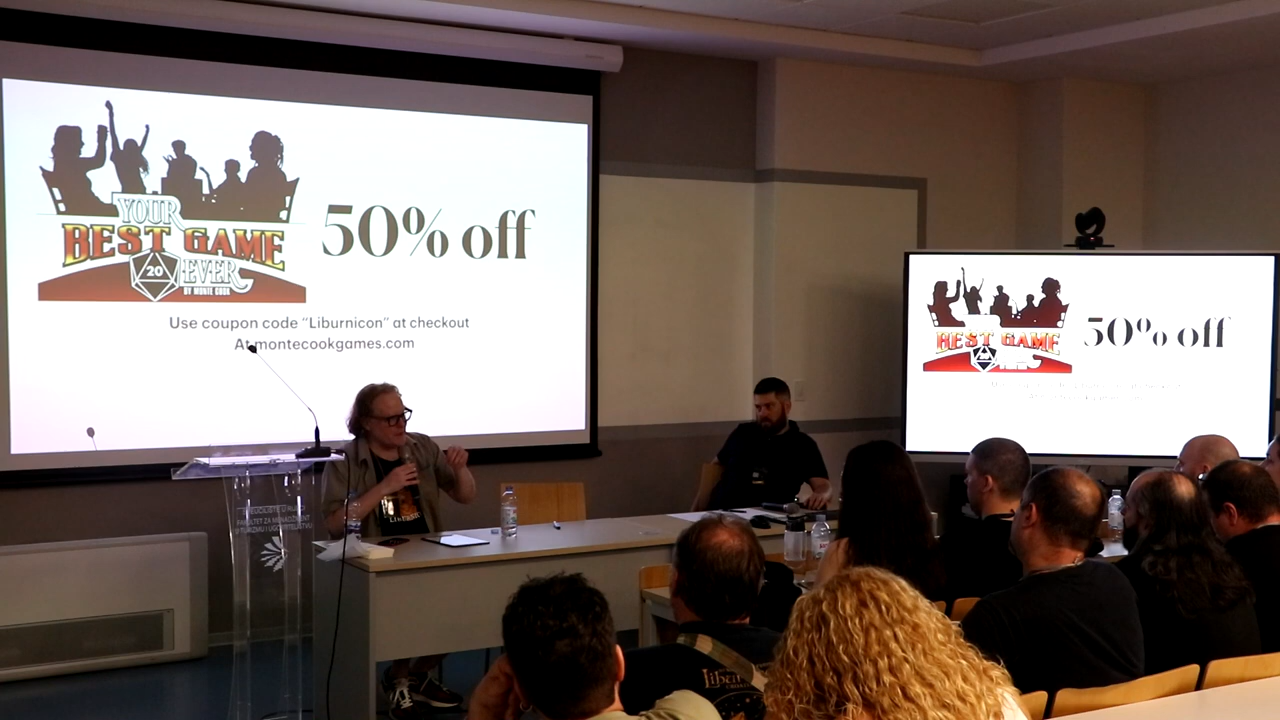 YOUR
BEST GAME
20 EVER
BY MONTE COOK
50% off
Use coupon code “Liburnicon” at checkout
At montecookgames.com
BEST GAME
50% off